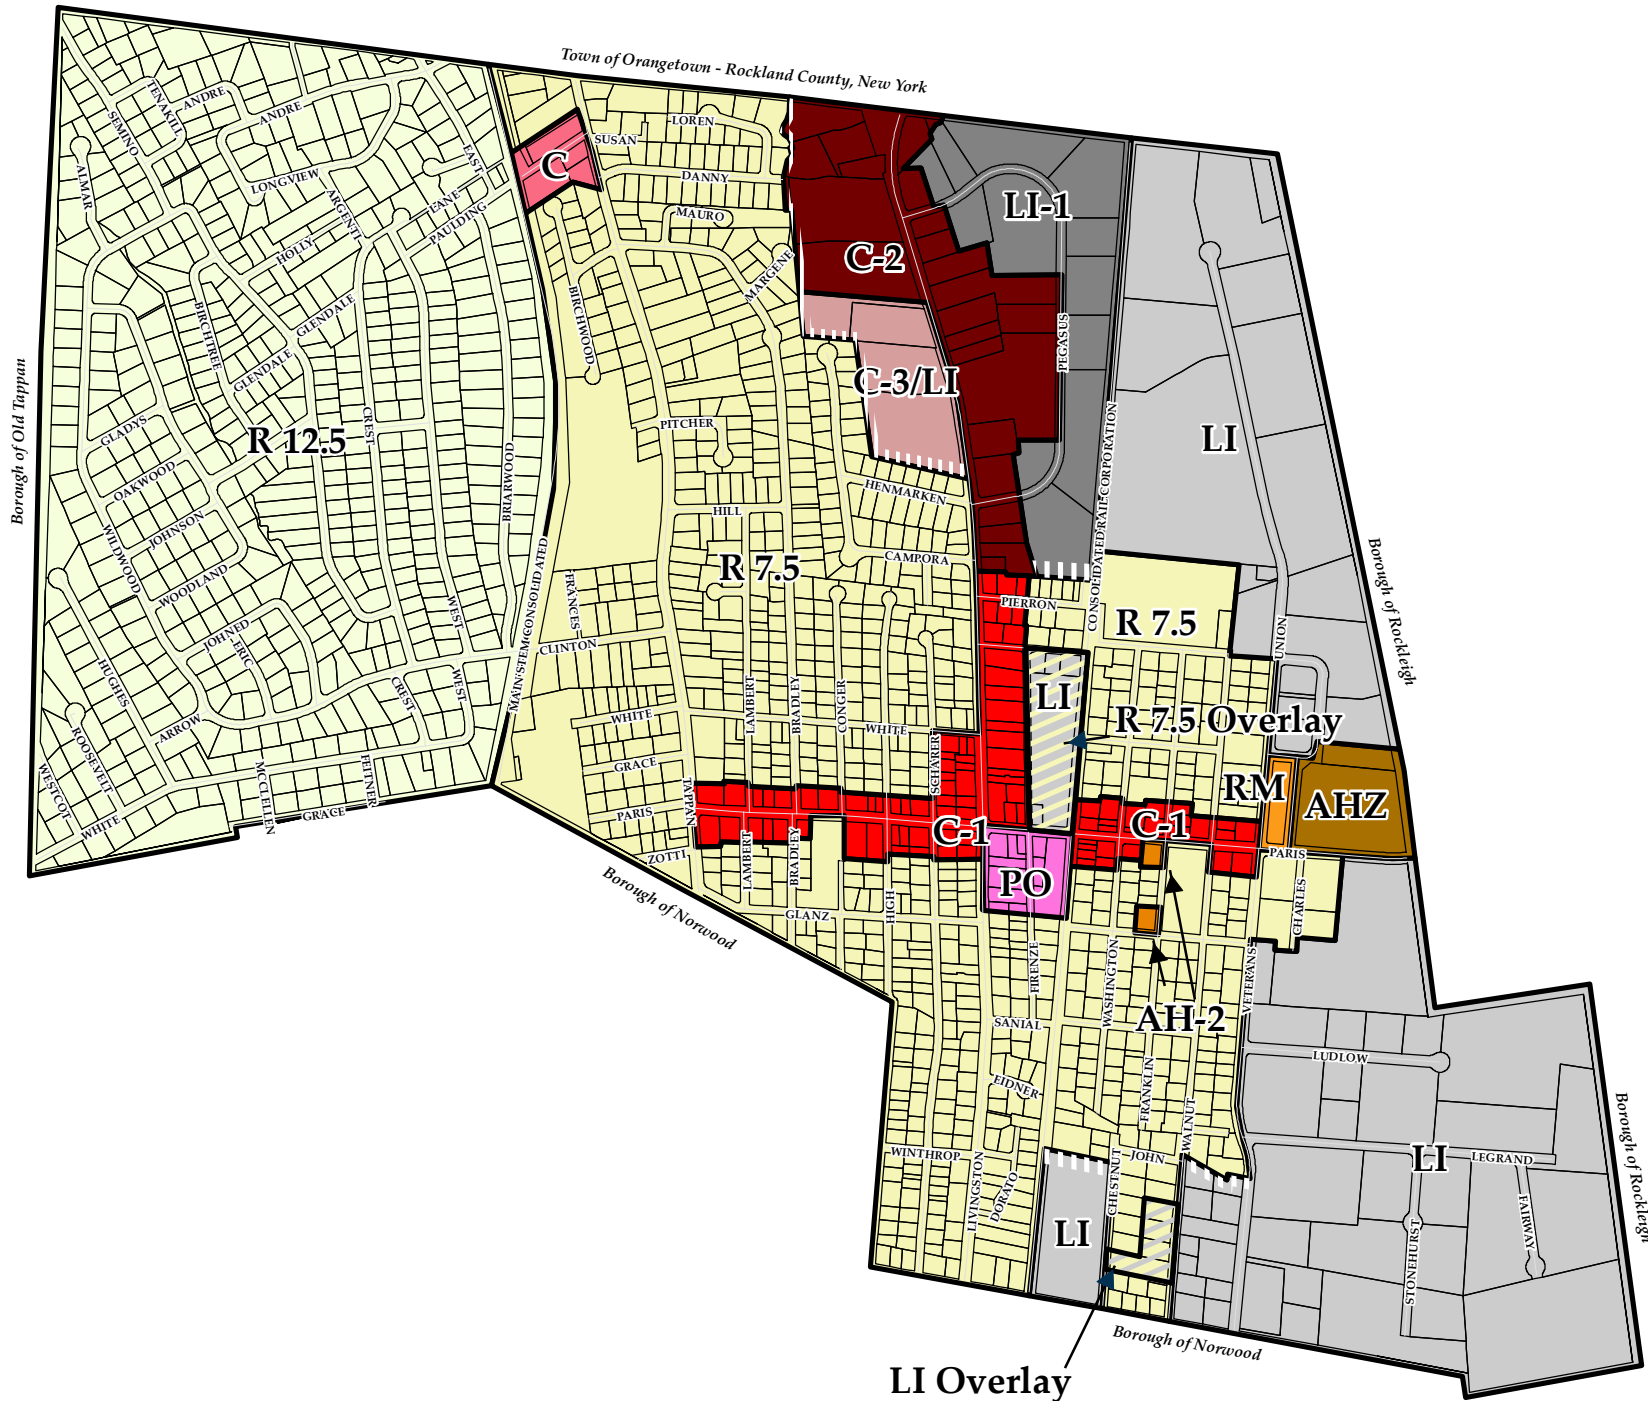 Town of Orangetown - Rockland County, New York
Borough of Old Tappan
Borough of Rockleigh
Borough of Rockleigh
Borough of Norwood
Borough of Norwood
TENAKILL
ANDRE
ANDRE
SEMINO
ALMAR
LONGVIEW
ARGENTI
EAST
LANE
PAULDING
HOLLY
BIRCHTREE
GLENDALE
GLENDALE
CREST
GLADYS
R 12.5
OAKWOOD
JOHNSON
WILDWOOD
WOODLAND
BRIARWOOD
JOHNED
ERIC
HUGHES
WEST
WEST
CREST
ARROW
ROOSEVELT
WESTCOT
WHITE
MCCLELLEN
GRACE
FEITNER
MAINSTEM CONSOLIDATED
C
SUSAN
LOREN
DANNY
MAURO
MARGENE
BIRCHWOOD
PITCHER
HILL
R 7.5
HENMARKEN
CAMPORA
FRANCES
CLINTON
WHITE
GRACE
PARIS
ZOTTI
TAPPAN
LAMBERT
BRADLEY
CONGER
WHITE
SCHARER
LAMBERT
BRADLEY
GLANZ
HIGH
C-2
C-3/LI
LI-1
PEGASUS
CONSOLIDATED RAIL CORPORATION
LI
UNION
PIERRON
R 7.5
LI
R 7.5 Overlay
RM
AHZ
C-1
C-1
PO
PARIS
CHARLES
FIRENZE
WASHINGTON
VETERANS
AH-2
SANIAL
EIDNER
FRANKLIN
WALNUT
LUDLOW
WINTHROP
LIVINGSTON
DORATO
JOHN
CHESTNUT
LI
LI
LEGRAND
FAIRWAY
STONEHURST
LI Overlay